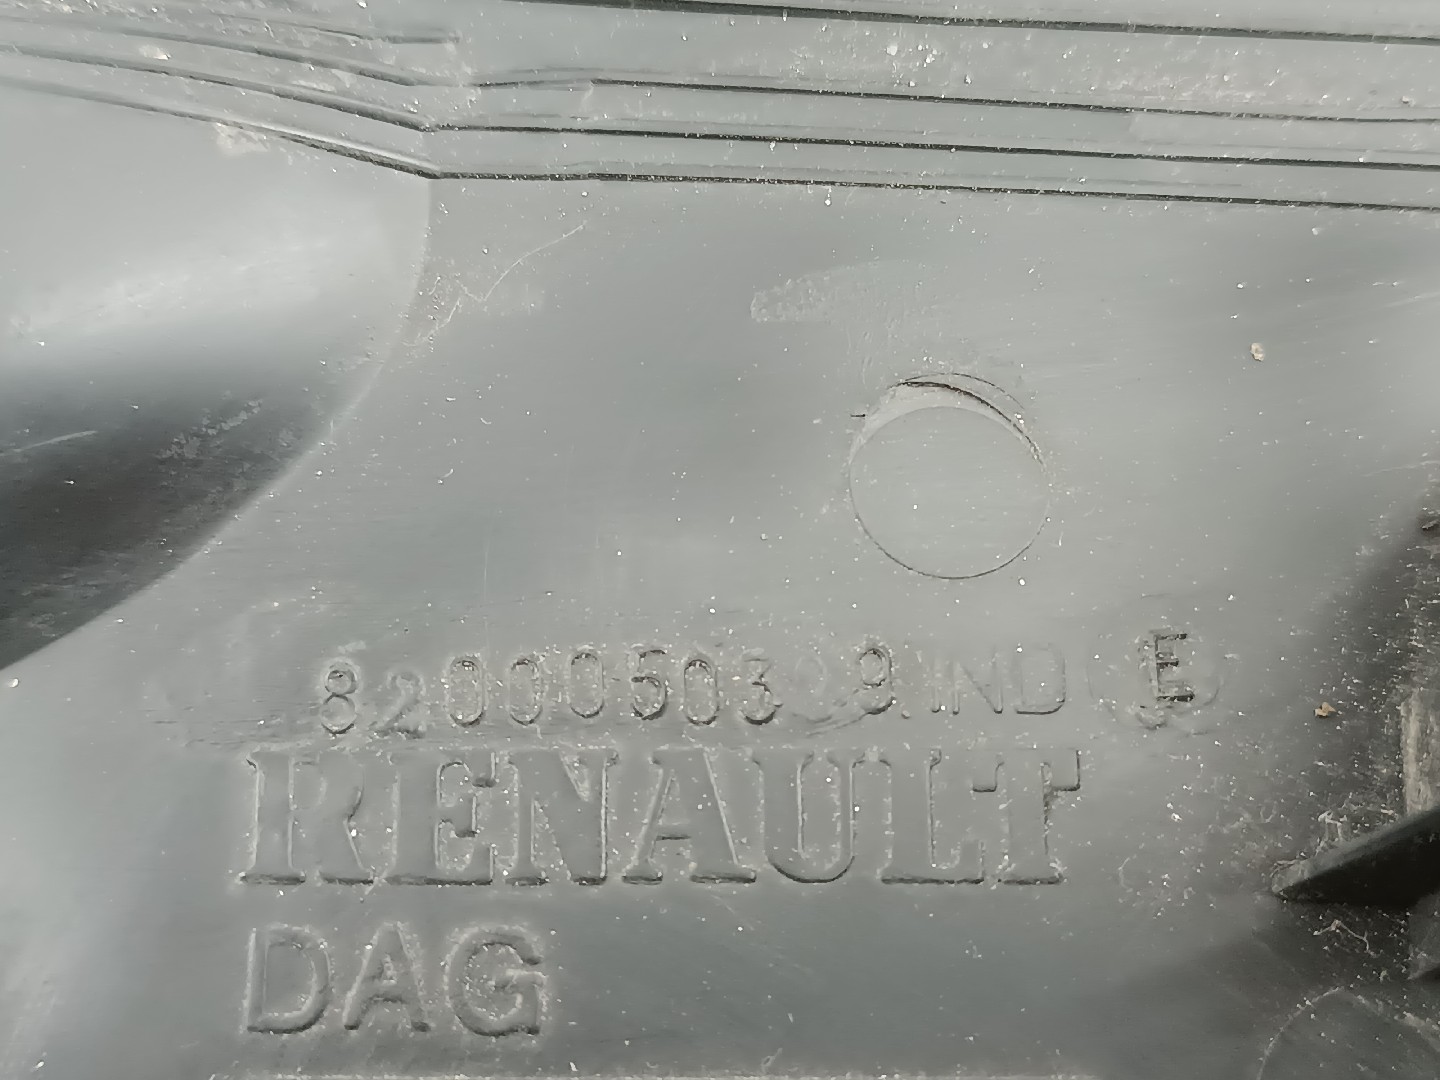 82000503 9 IND E
RENAULT
DAG